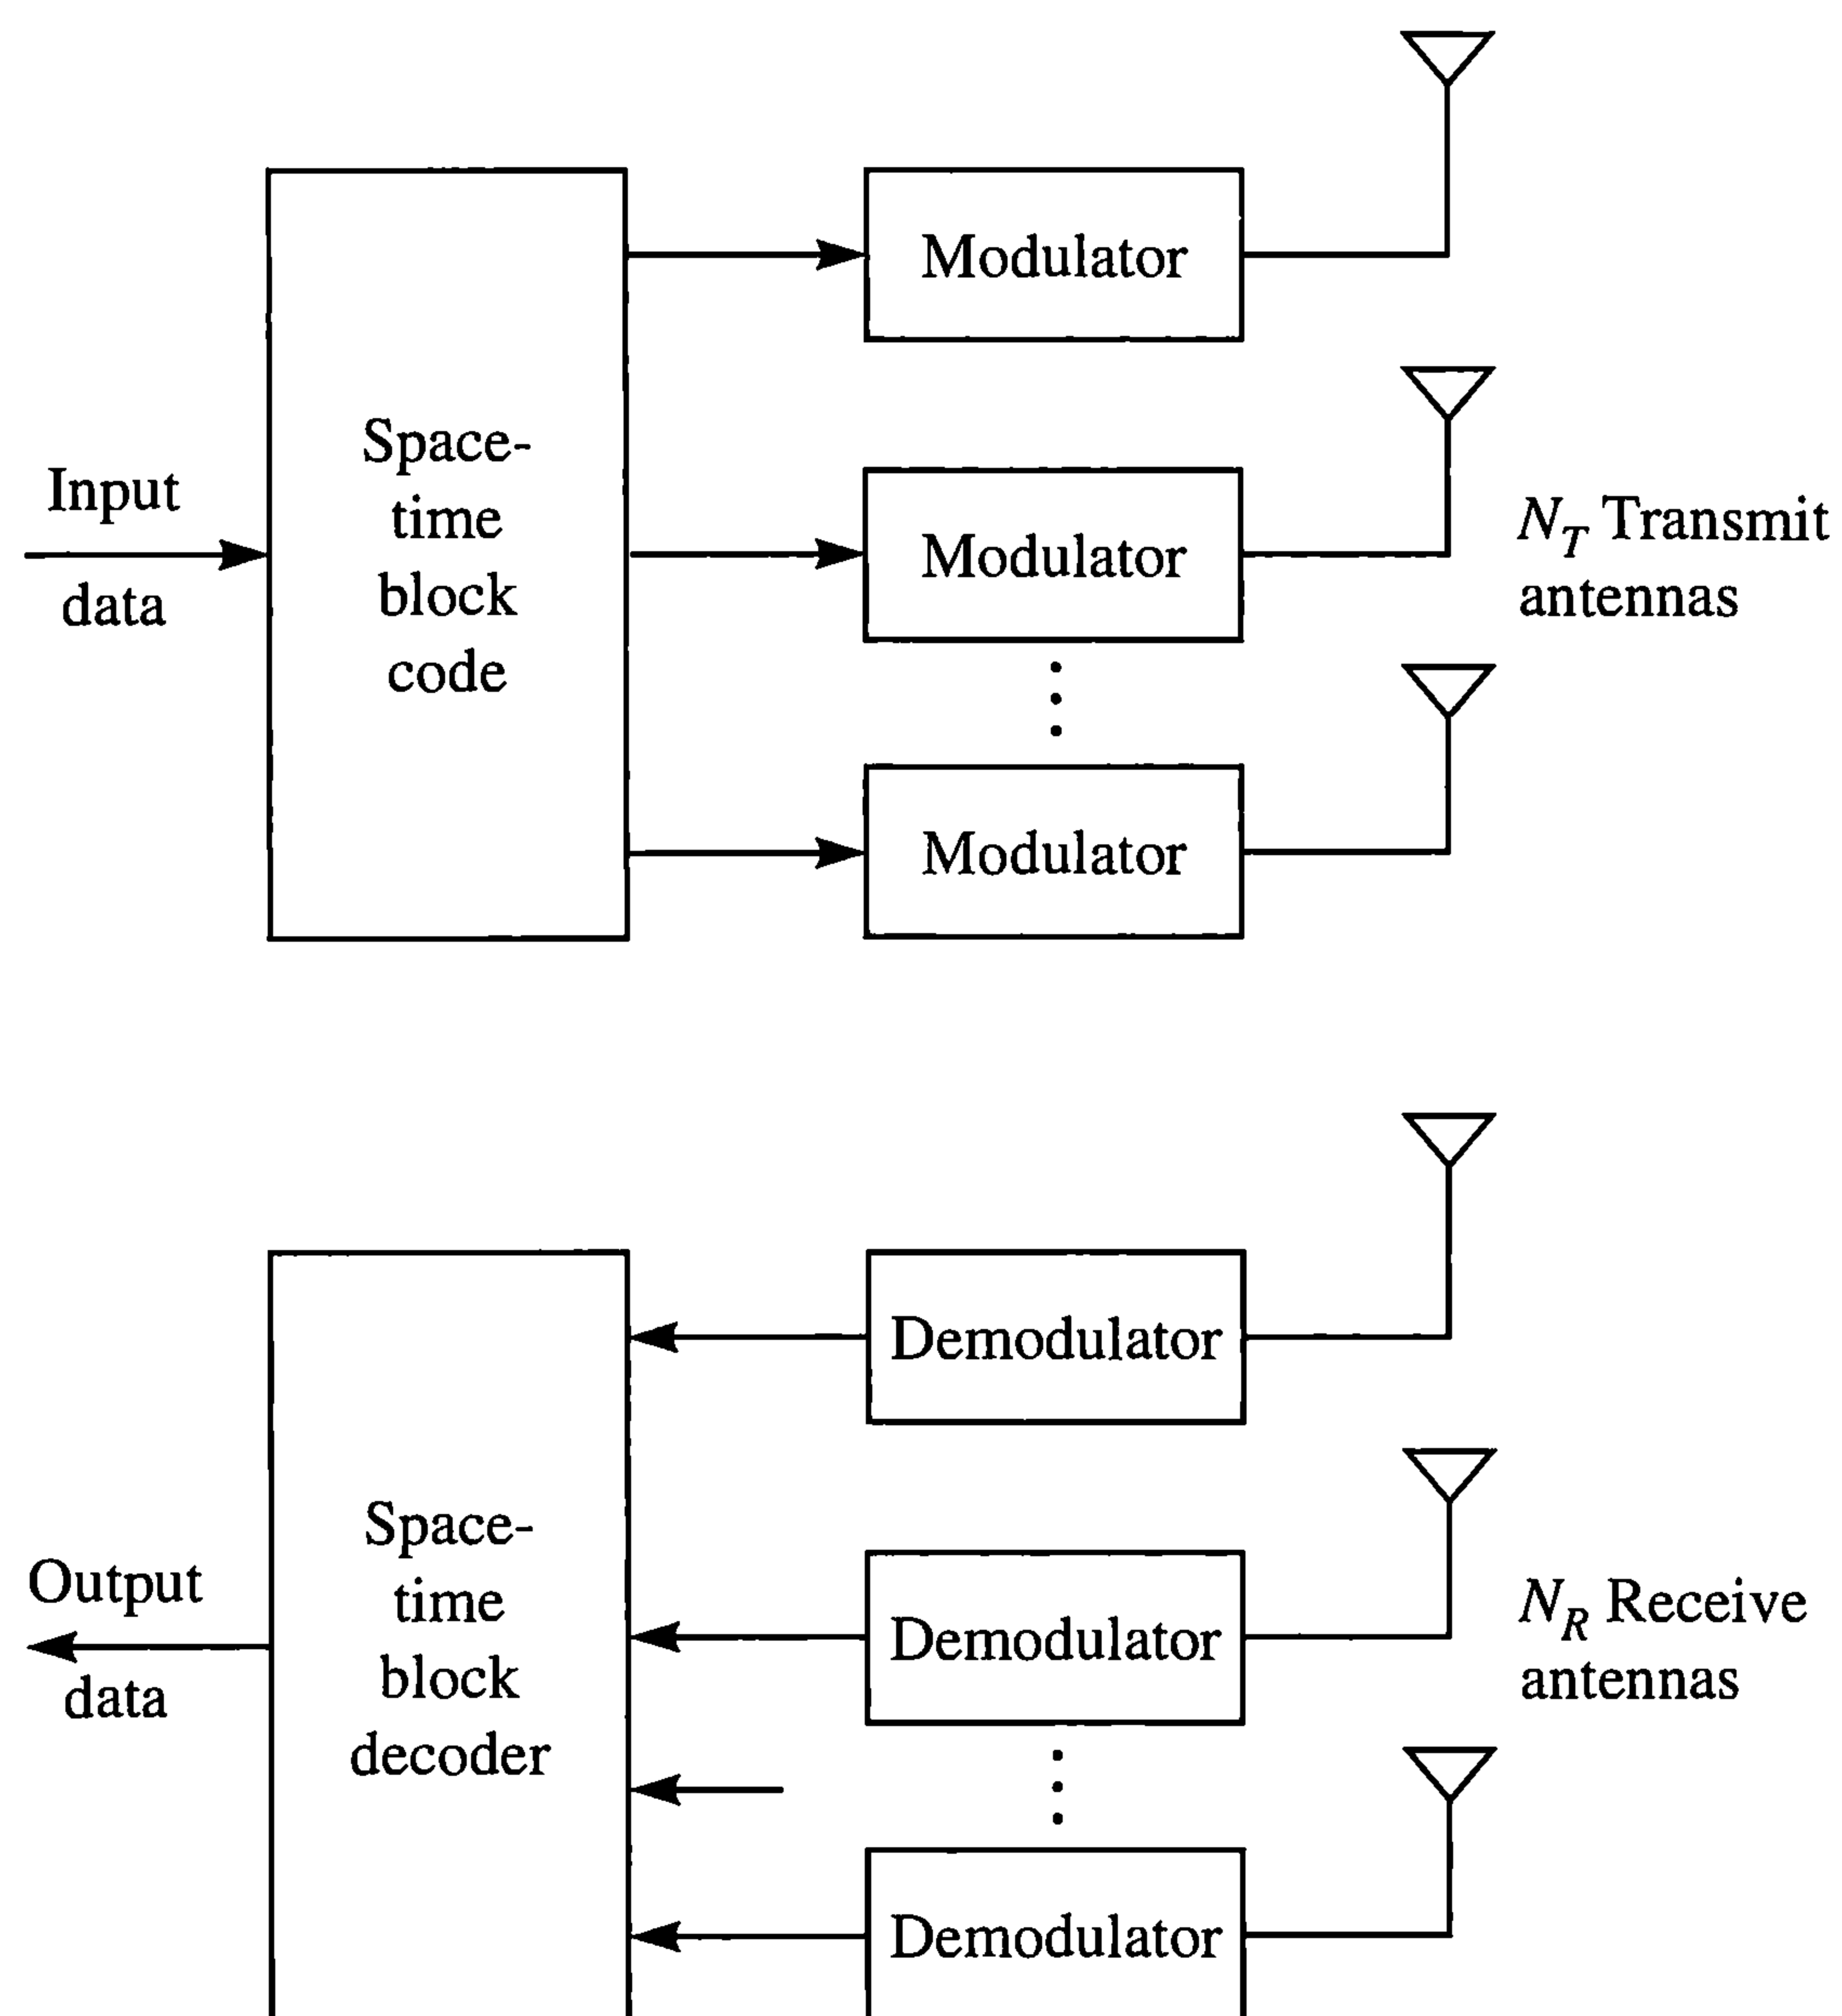 Modulator
Input
data
Space-
time
block
code
Modulator
N_T Transmit
antennas
Modulator
Demodulator
Output
data
Space-
time
block
decoder
Demodulator
N_R Receive
antennas
Demodulator